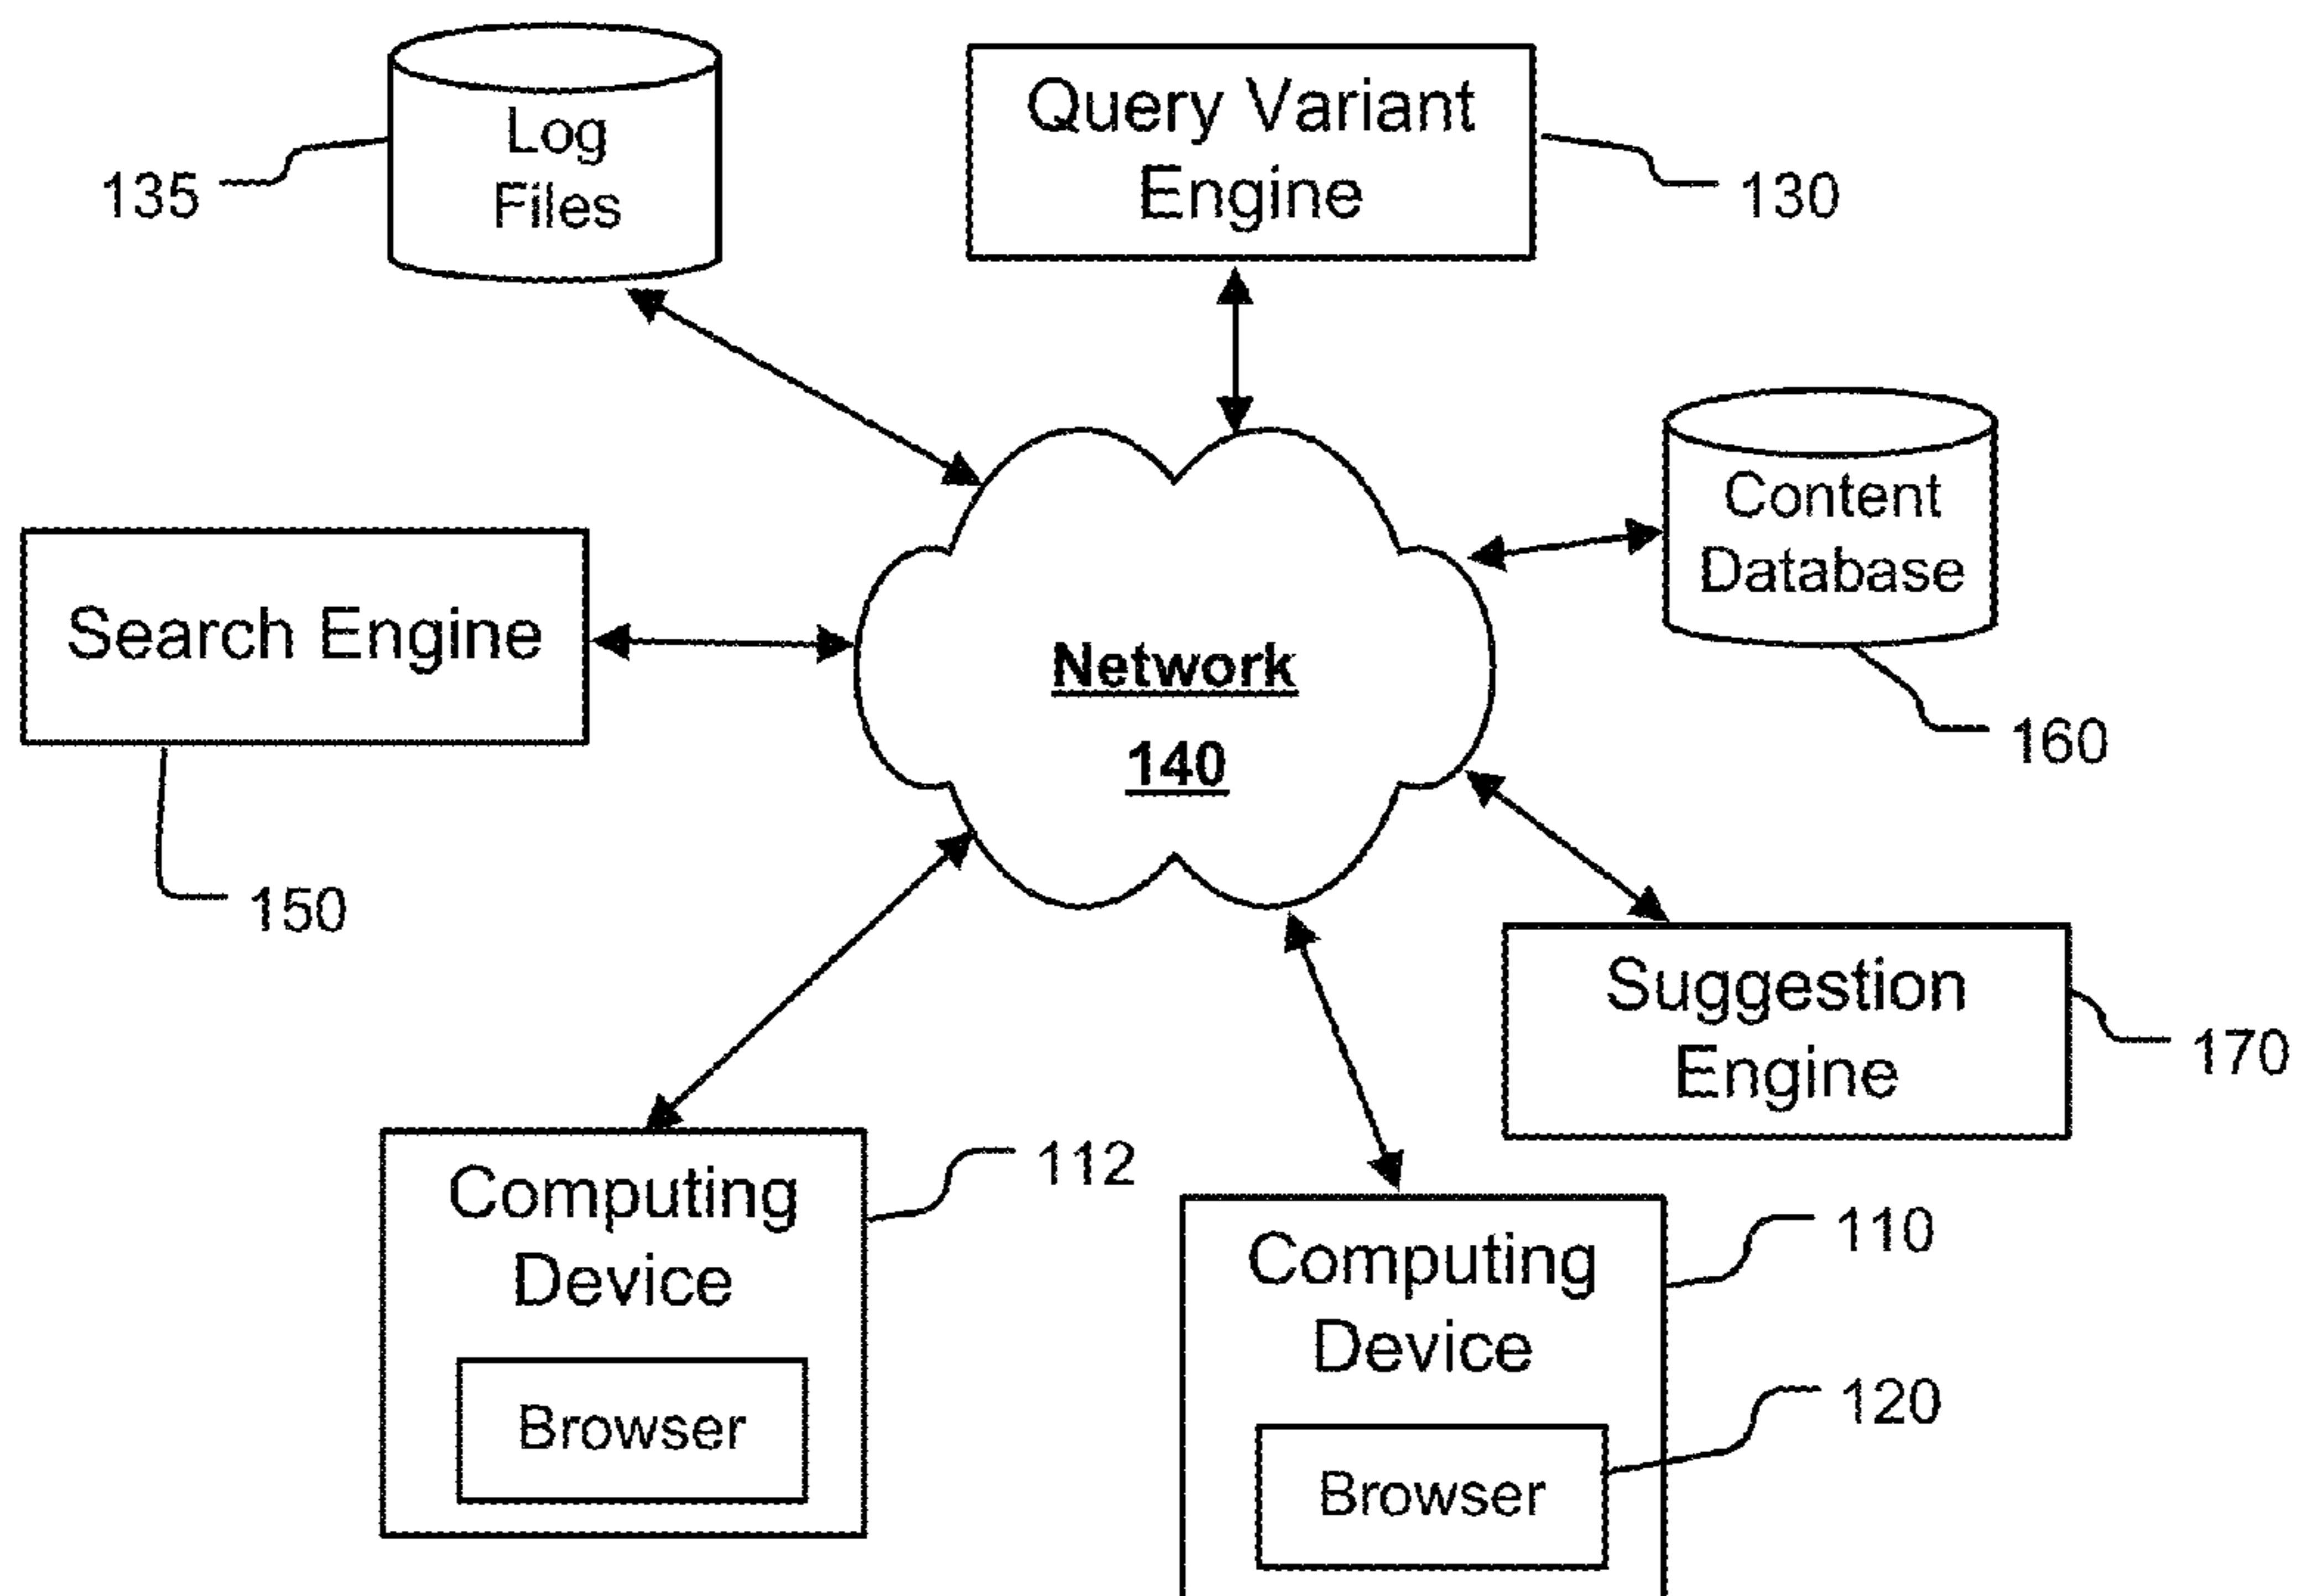 Log
Files
135
Query Variant
Engine
130
Content
Database
160
Search Engine
150
Network
140
Suggestion
Engine
170
Computing
Device
112
Browser
Computing
Device
110
Browser
120